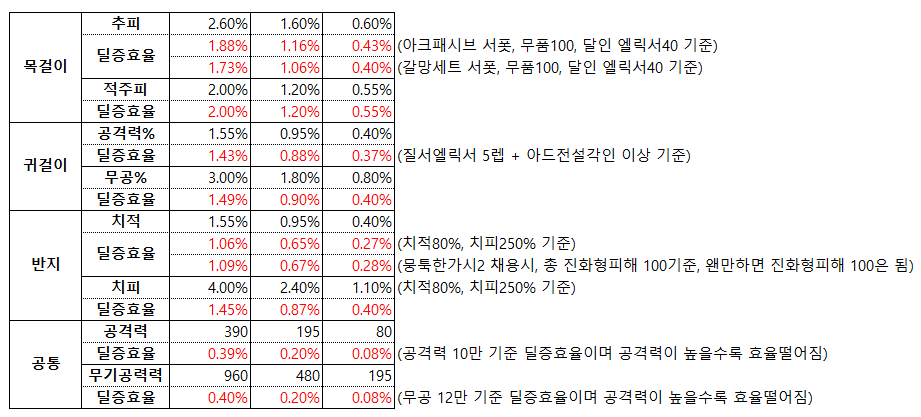 목걸이 추피 2.60% 1.60% 0.60%
딜증효율 1.88% 1.16% 0.43% (아크패시브 서폿, 무품100, 달인 엘릭서40 기준)
1.73% 1.06% 0.40% (갈망세트 서폿, 무품100, 달인 엘릭서40 기준)
적주피 2.00% 1.20% 0.55%
딜증효율 2.00% 1.20% 0.55%
귀걸이 공격력% 1.55% 0.95% 0.40%
딜증효율 1.43% 0.88% 0.37% (질서엘릭서 5렙 + 아드전설각인 이상 기준)
무공% 3.00% 1.80% 0.80%
딜증효율 1.49% 0.90% 0.40%
반지 치적 1.55% 0.95% 0.40%
딜증효율 1.06% 0.65% 0.27% (치적80%, 치피250% 기준)
1.09% 0.67% 0.28% (뭉툭한가시2 채용시, 총 진화형피해 100기준, 왠만하면 진화형피해 100은 됨)
치피 4.00% 2.40% 1.10% (치적80%, 치피250% 기준)
딜증효율 1.45% 0.87% 0.40%
공통 공격력 390 195 80
딜증효율 0.39% 0.20% 0.08% (공격력 10만 기준 딜증효율이며 공격력이 높을수록 효율떨어짐)
무기공력력 960 480 195
딜증효율 0.40% 0.20% 0.08% (무공 12만 기준 딜증효율이며 공격력이 높을수록 효율떨어짐)